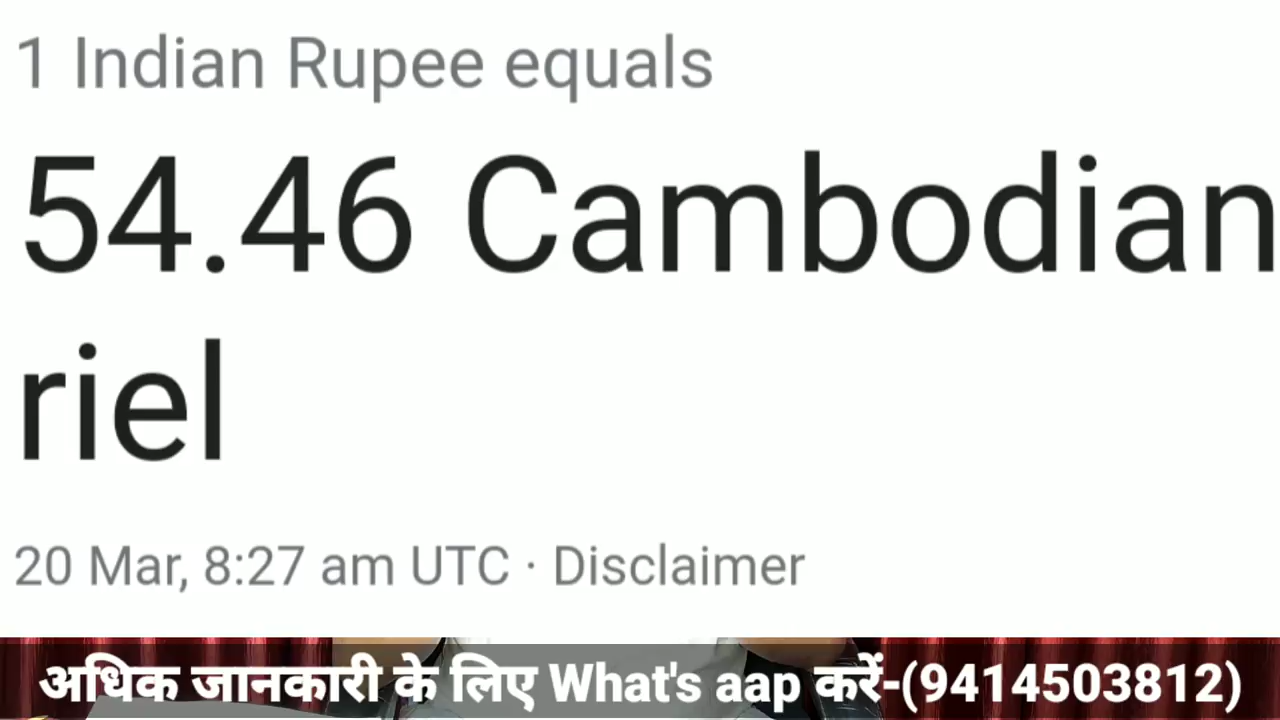 1 Indian Rupee equals
54.46 Cambodian
riel
20 Mar, 8:27 am UTC · Disclaimer
अधिक जानकारी के लिए What's aap करें-(9414503812)